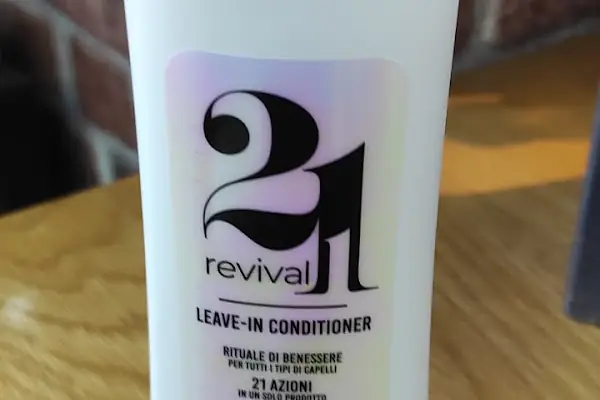 21
revival
LEAVE-IN CONDITIONER
RITUALE DI BENESSERE
PER TUTTI I TIPI DI CAPELLI
21 AZIONI
IN UN SOLO PRODOTTO